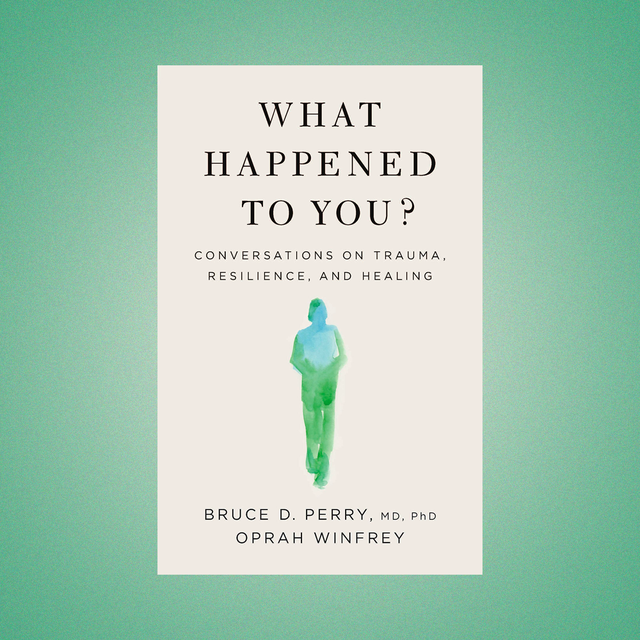 WHAT
HAPPENED
TO YOU?
CONVERSATIONS ON TRAUMA,
RESILIENCE, AND HEALING
BRUCE D. PERRY, MD, PhD
OPRAH WINFREY